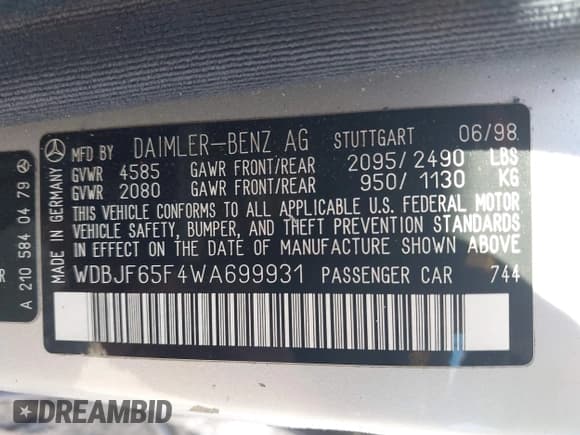 MFD BY DAIMLER-BENZ AG STUTTGART 06/98
GVWR 4585 GAWR FRONT/REAR 2095/2490 LBS
GVWR 2080 GAWR FRONT/REAR 950/1130 KG
THIS VEHICLE CONFORMS TO ALL APPLICABLE U.S. FEDERAL MOTOR
VEHICLE SAFETY, BUMPER, AND THEFT PREVENTION STANDARDS
IN EFFECT ON THE DATE OF MANUFACTURE SHOWN ABOVE
WDBJF65F4WA699931 PASSENGER CAR 744
MADE IN GERMANY
A 210 584 04 79
R
DREAMBID